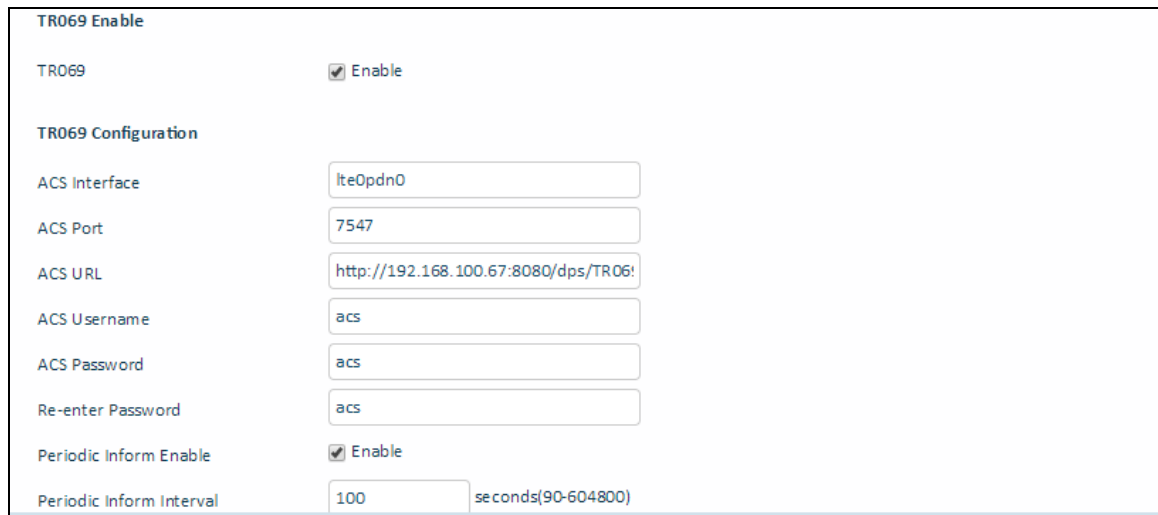 TR069 Enable
TR069 Enable
TR069 Configuration
ACS Interface lte0pdn0
ACS Port 7547
ACS URL http://192.168.100.67:8080/dps/TR069
ACS Username acs
ACS Password acs
Re-enter Password acs
Periodic Inform Enable Enable
Periodic Inform Interval 100 seconds(90-604800)